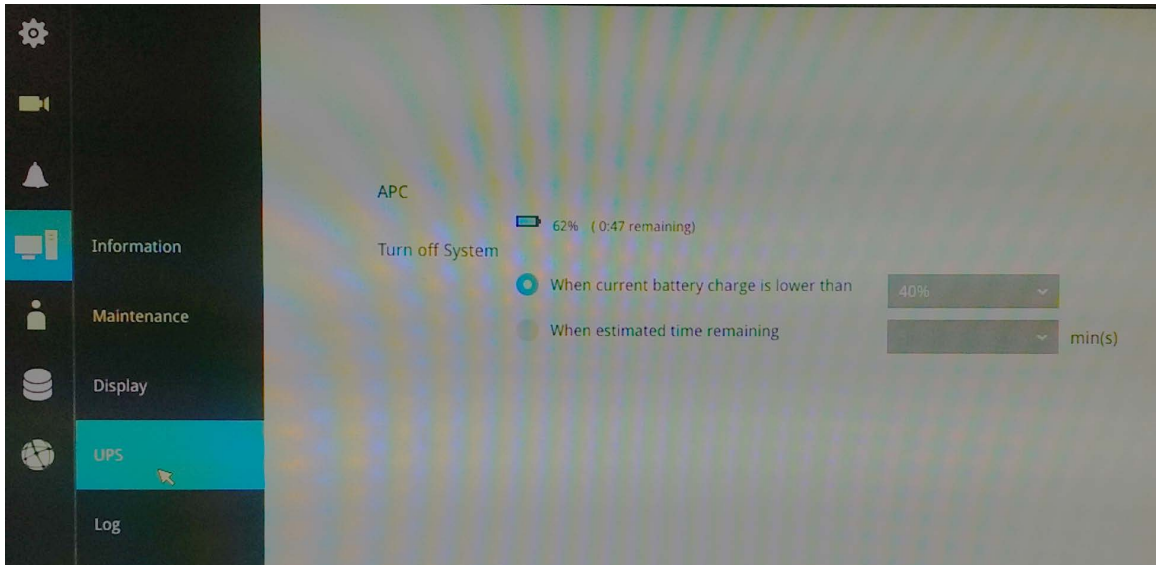 APC
62% ( 0:47 remaining)
Information
Turn off System
When current battery charge is lower than 40%
Maintenance
When estimated time remaining min(s)
Display
UPS
Log